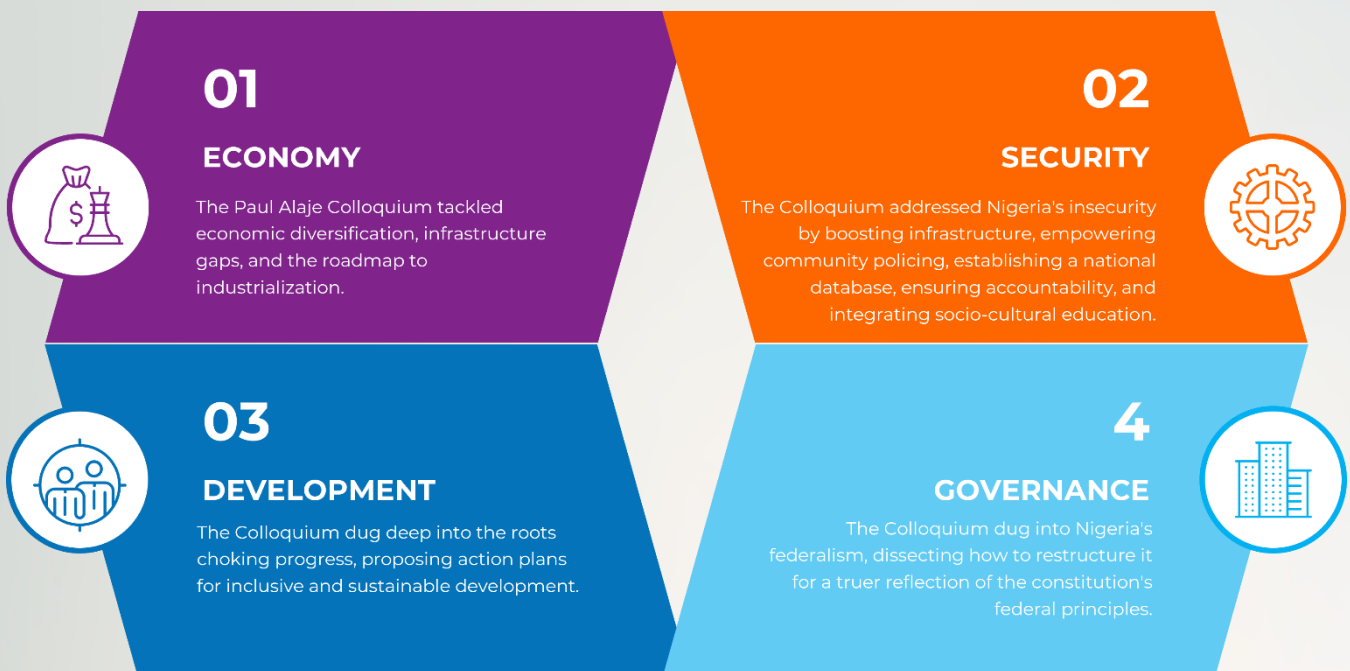 01
ECONOMY
The Paul Alaje Colloquium tackled
economic diversification, infrastructure
gaps, and the roadmap to
industrialization.
$
02
SECURITY
The Colloquium addressed Nigeria's insecurity
by boosting infrastructure, empowering
community policing, establishing a national
database, ensuring accountability, and
integrating socio-cultural education.
03
DEVELOPMENT
The Colloquium dug deep into the roots
choking progress, proposing action plans
for inclusive and sustainable development.
4
GOVERNANCE
The Colloquium dug into Nigeria's
federalism, dissecting how to restructure it
for a truer reflection of the constitution's
federal principles.